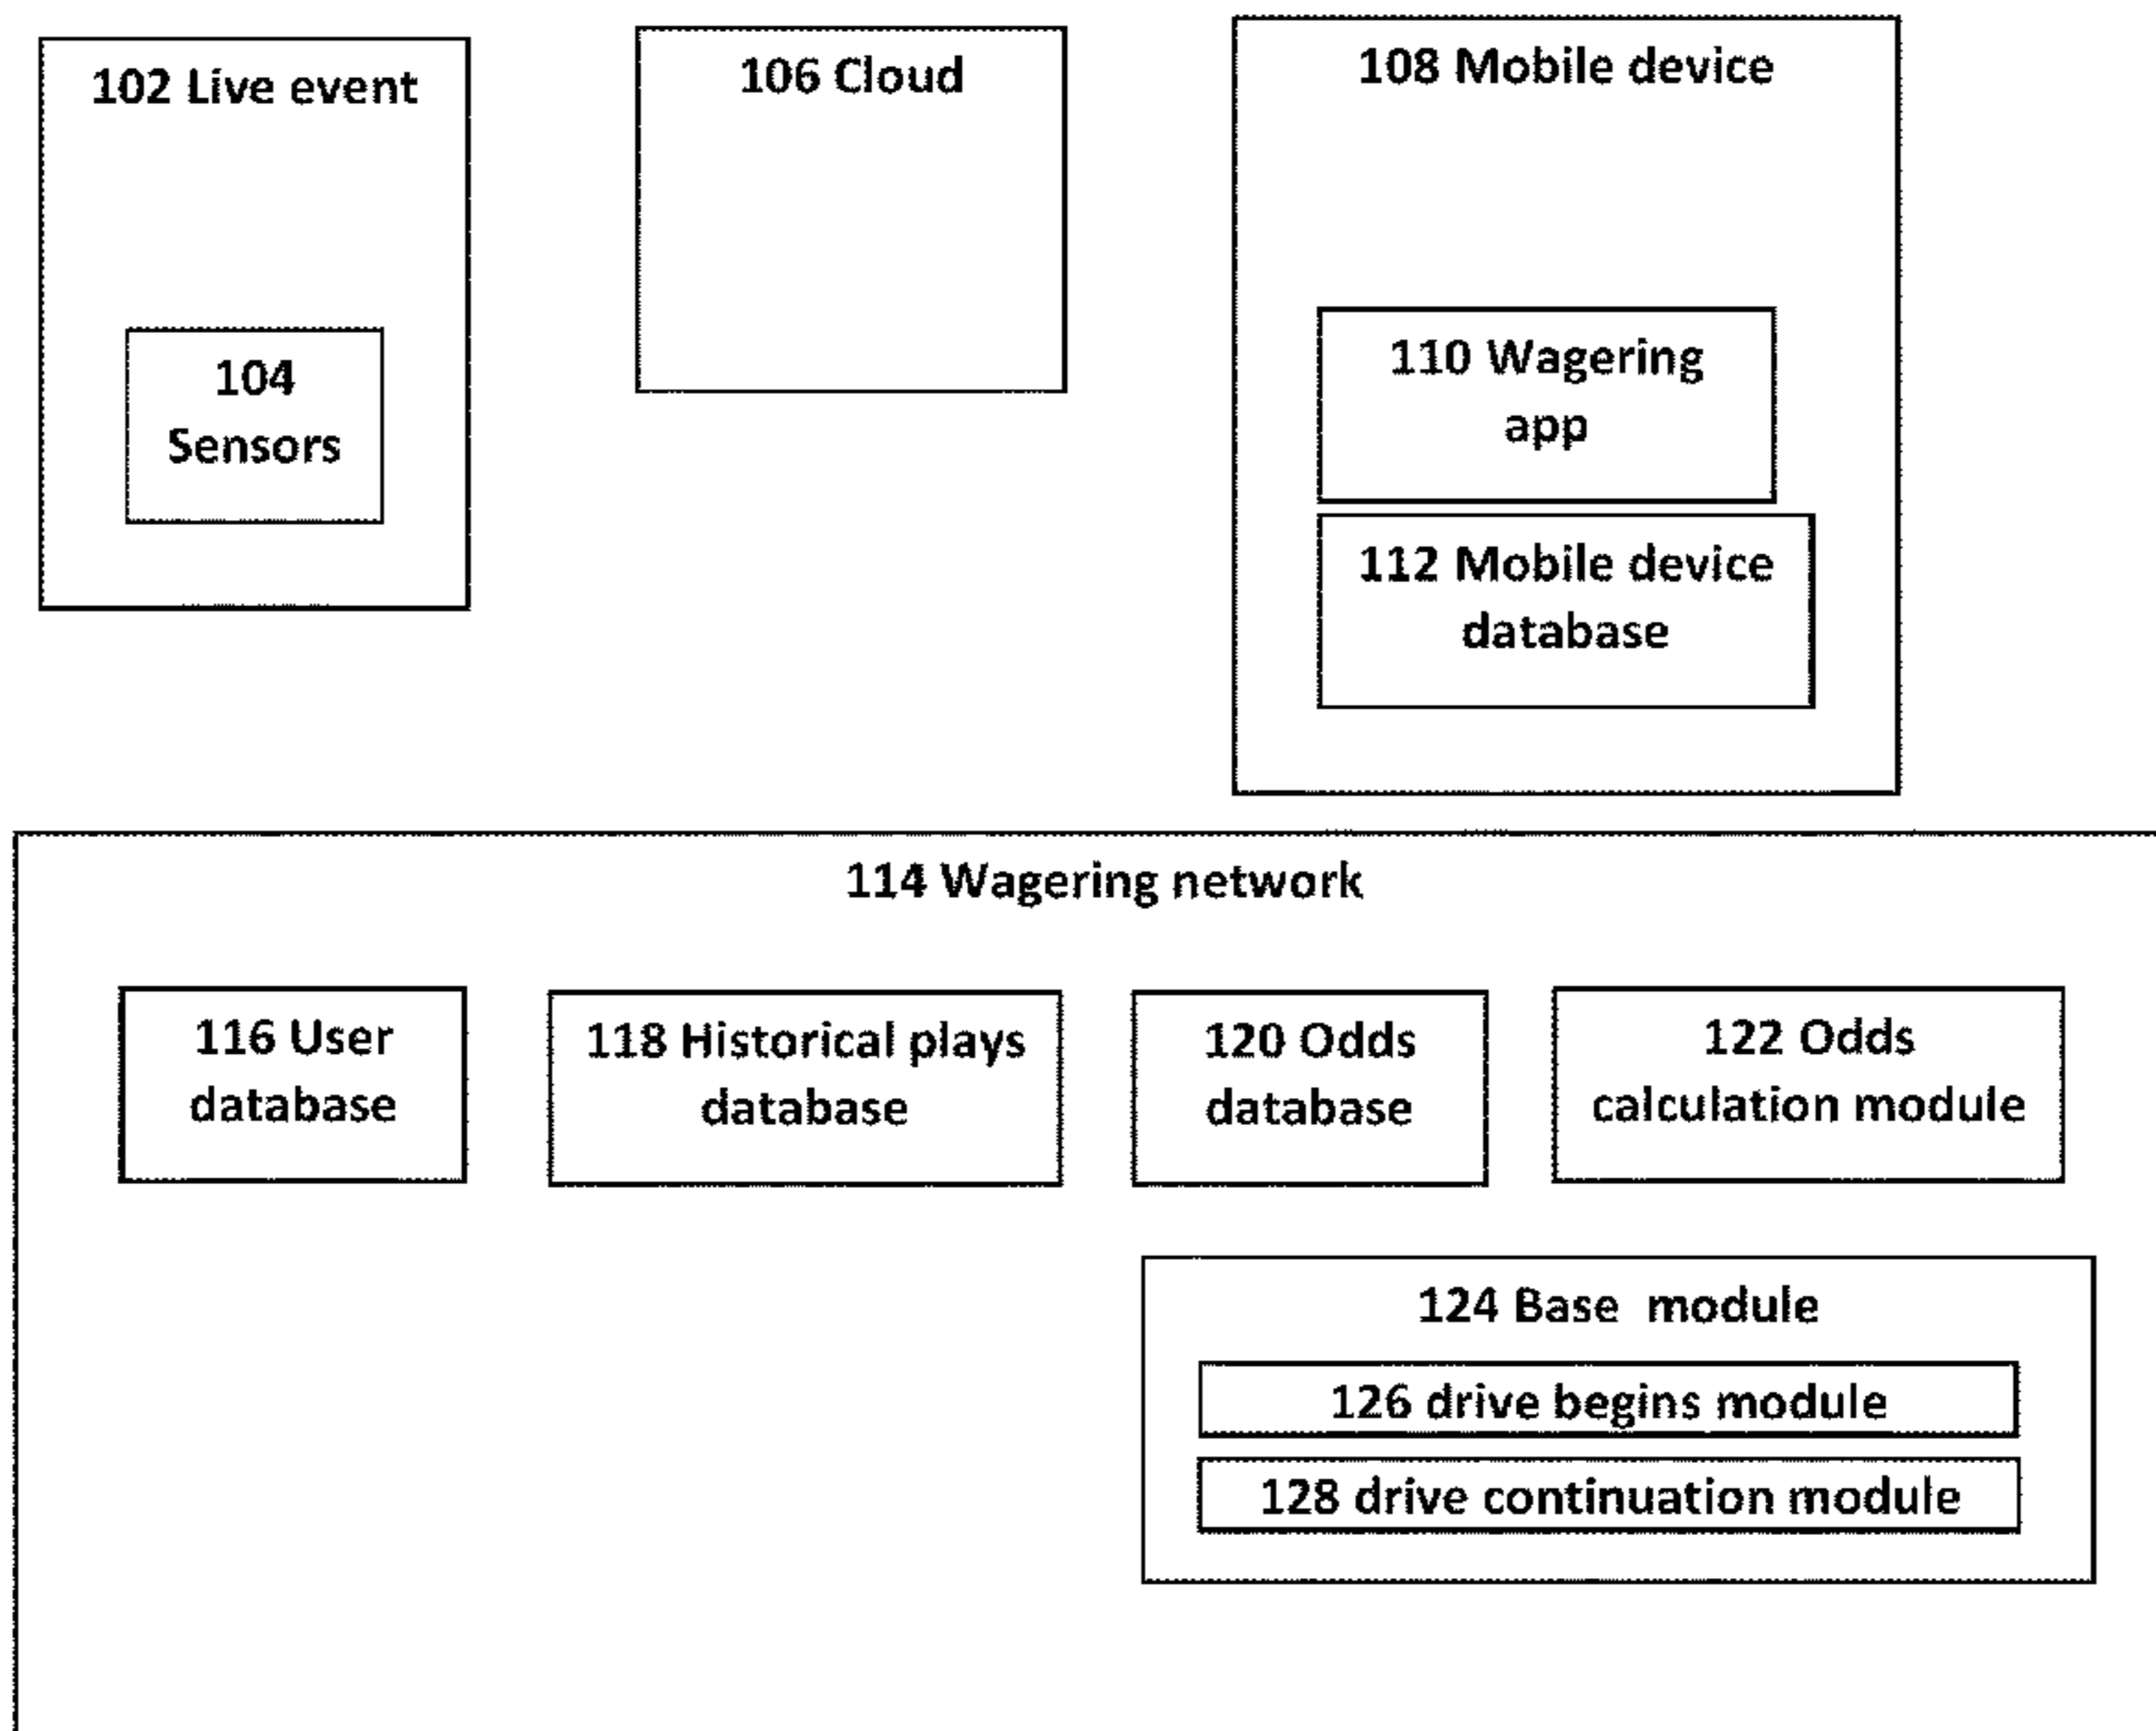 102 Live event
104
Sensors
106 Cloud
108 Mobile device
110 Wagering
app
112 Mobile device
database
114 Wagering network
116 User
database
118 Historical plays
database
120 Odds
database
122 Odds
calculation module
124 Base  module
126 drive begins module
128 drive continuation module